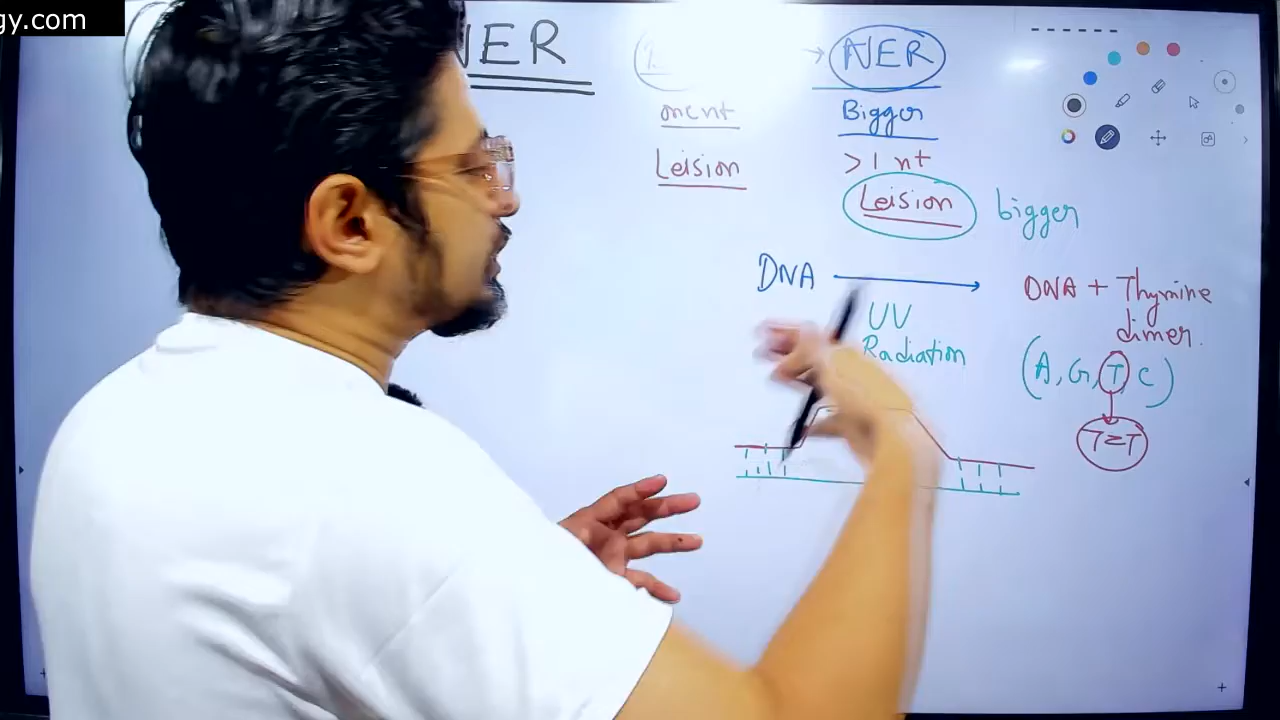 gy.com
NER
NER
ment
Bigger
Leision
>1 nt
Leision
bigger
DNA
DNA + Thymine
dimer.
UV
Radiation
(A, G, T, C)
T=T